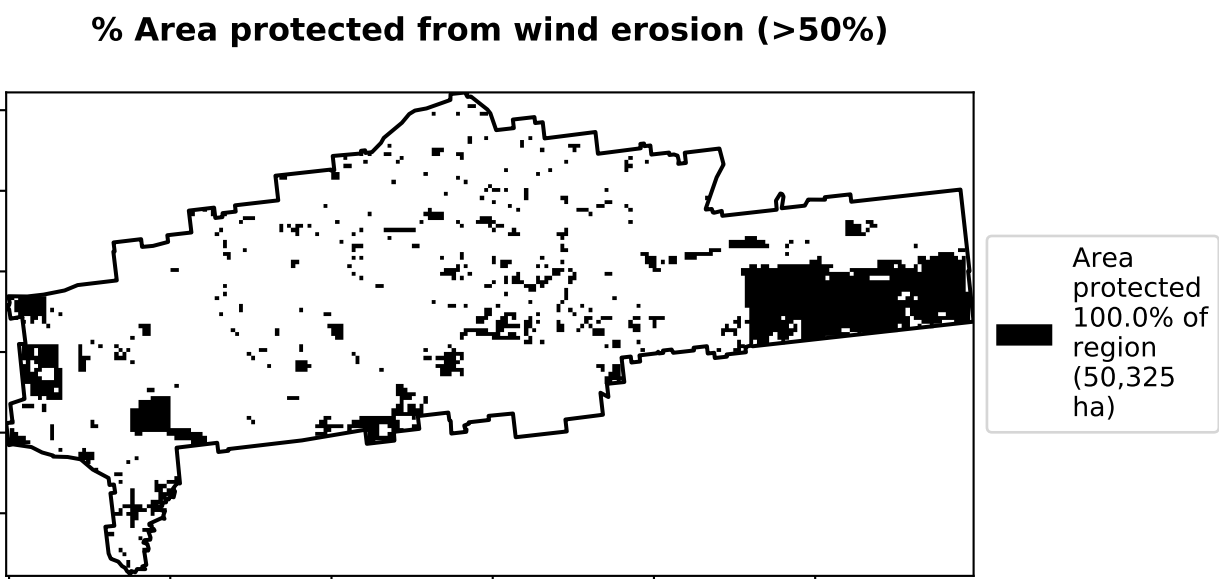 % Area protected from wind erosion (>50%)
Area
protected
100.0% of
region
(50,325
ha)